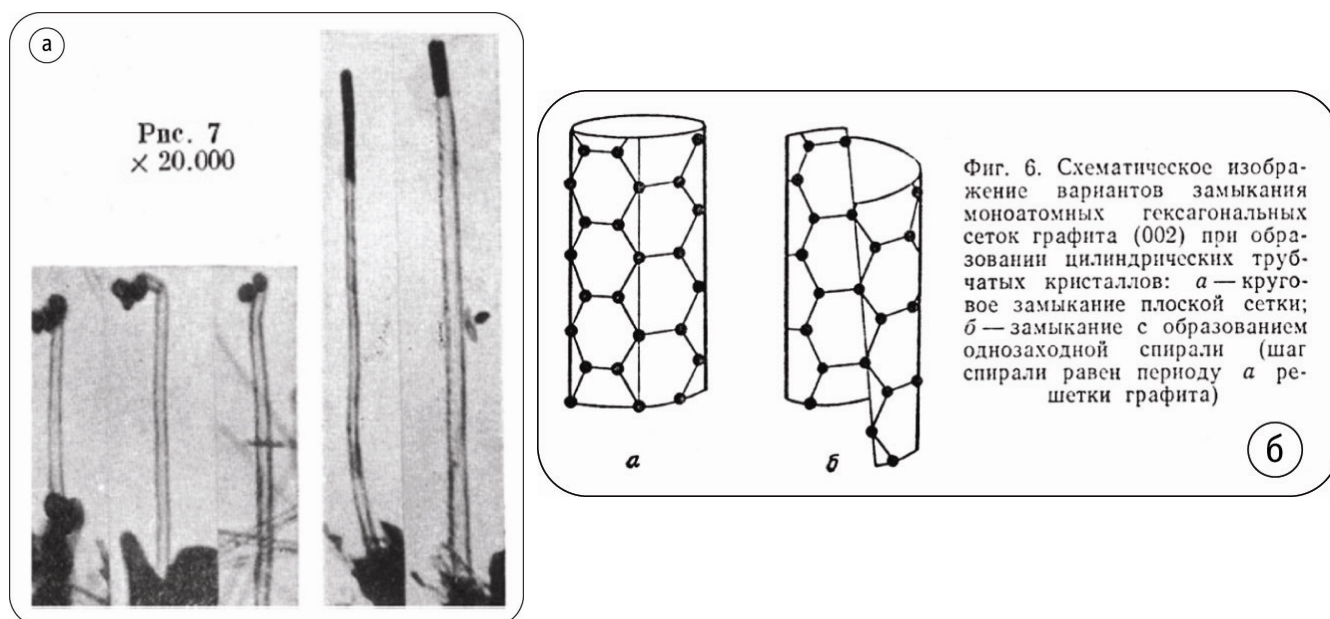 а
Рис. 7
× 20.000
Фиг. 6. Схематическое изобра-
жение вариантов замыкания
моноатомных гексагональных
сеток графита (002) при обра-
зовании цилиндрических труб-
чатых кристаллов: а — круго-
вое замыкание плоской сетки;
б — замыкание с образованием
однозаходной спирали (шаг
спирали равен периоду а ре-
шетки графита)
а
б
б